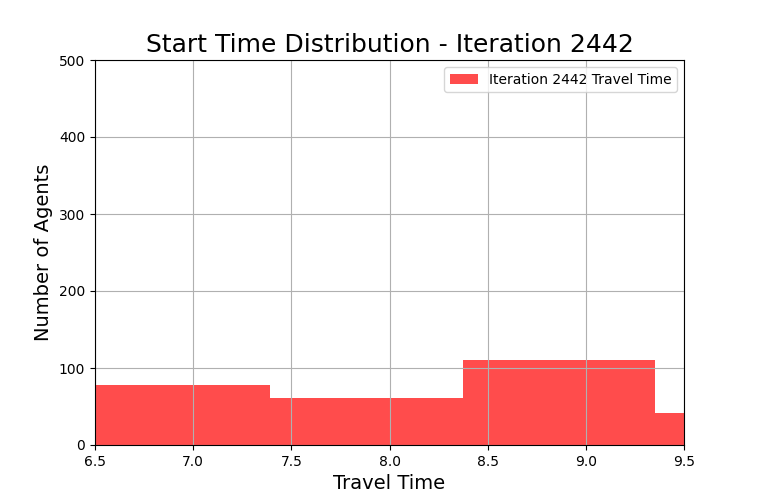 Start Time Distribution - Iteration 2442
Iteration 2442 Travel Time
Number of Agents
500
400
300
200
100
0
6.5 7.0 7.5 8.0 8.5 9.0 9.5
Travel Time